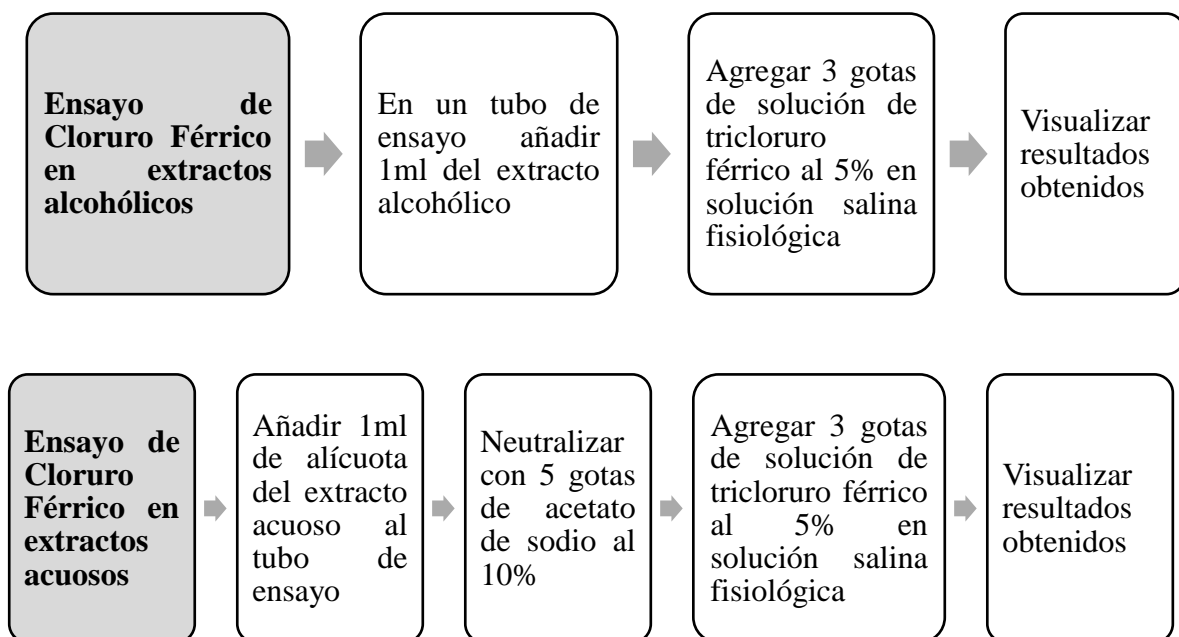 Ensayo de
Cloruro Férrico
en extractos
alcohólicos
En un tubo de
ensayo añadir
1ml del extracto
alcohólico
Agregar 3 gotas
de solución de
tricloruro
férrico al 5% en
solución salina
fisiológica
Visualizar
resultados
obtenidos
Ensayo de
Cloruro
Férrico en
extractos
acuosos
Añadir 1ml
de alícuota
del extracto
acuoso al
tubo de
ensayo
Neutralizar
con 5 gotas
de acetato
de sodio al
10%
Agregar 3 gotas
de solución de
tricloruro férrico
al 5% en
solución salina
fisiológica
Visualizar
resultados
obtenidos